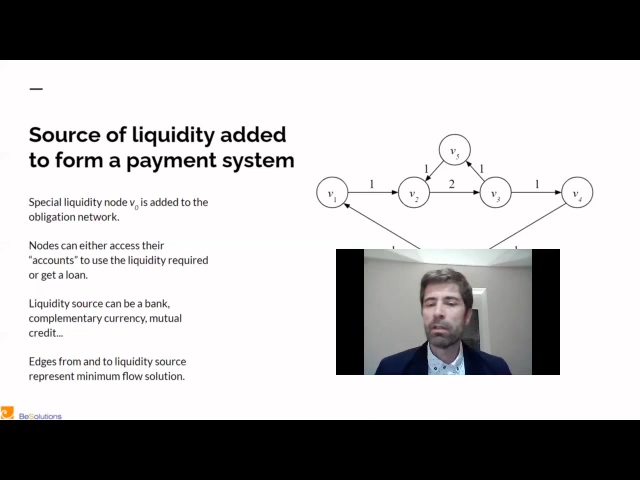 Source of liquidity added
to form a payment system
Special liquidity node v0 is added to the
obligation network.
Nodes can either access their
“accounts” to use the liquidity required
or get a loan.
Liquidity source can be a bank,
complementary currency, mutual
credit...
Edges from and to liquidity source
represent minimum flow solution.
v5
1 1
v1 1 v2 2 v3 1 v4
BeSolutions